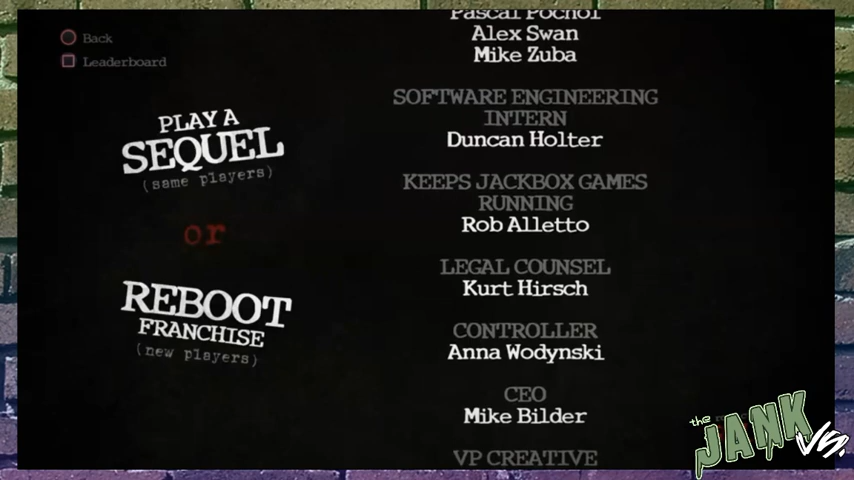 Back
Leaderboard
PLAY A
SEQUEL
(same players)
or
REBOOT
FRANCHISE
(new players)
Pascal Pochol
Alex Swan
Mike Zuba
SOFTWARE ENGINEERING
INTERN
Duncan Holter
KEEPS JACKBOX GAMES
RUNNING
Rob Alletto
LEGAL COUNSEL
Kurt Hirsch
CONTROLLER
Anna Wodynski
CEO
Mike Bilder
VP CREATIVE
the
JANK
VS.